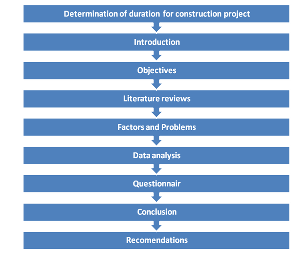 Determination of duration for construction project
Introduction
Objectives
Literature reviews
Factors and Problems
Data analysis
Questionnair
Conclusion
Recomendations